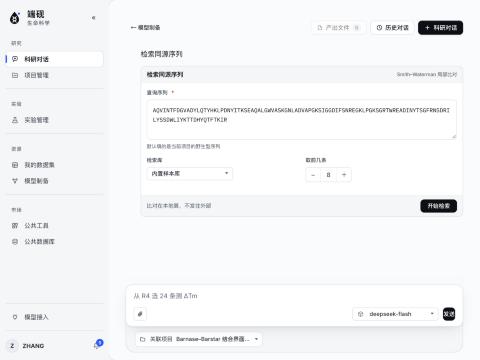 端砚
生命科学
«
研究
科研对话
项目管理
实验
实验管理
资源
我的数据集
模型制备
公共工具
公共数据库
模型接入
Z
ZHANG
← 模型制备
产出文件 0
历史对话
+ 科研对话
检索同源序列
检索同源序列
Smith–Waterman 局部比对
查询序列 *
AQVINTFDGVADYLQTYHKLPDNYITKSEAQALGWVASKGNLADVAPGKSIGGDIFSNREGKLPGKSGRTWREADINYTSGFRNSDRI
LYSSDWLIYKTTDHYQTFTKIR
默认填的是当前项目的野生型序列
检索库
取前几条
内置样本库
− 8 +
比对在本地跑，不发往外部
开始检索
从 R4 选 24 条测 ΔTm
deepseek-flash
发送
关联项目 Barnase–Barstar 结合界面...